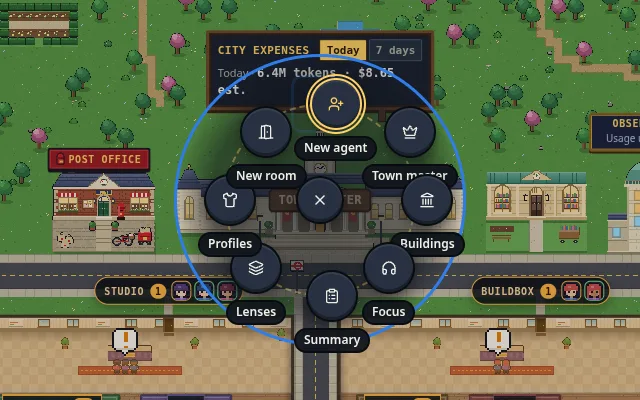 CITY EXPENSES Today 7 days
Today 6.4M tokens · $8.65
est.
New agent
New room
Town master
POST OFFICE
Usage
Profiles
Buildings
STUDIO 1
BUILDBOX 1
Lenses
Focus
Summary